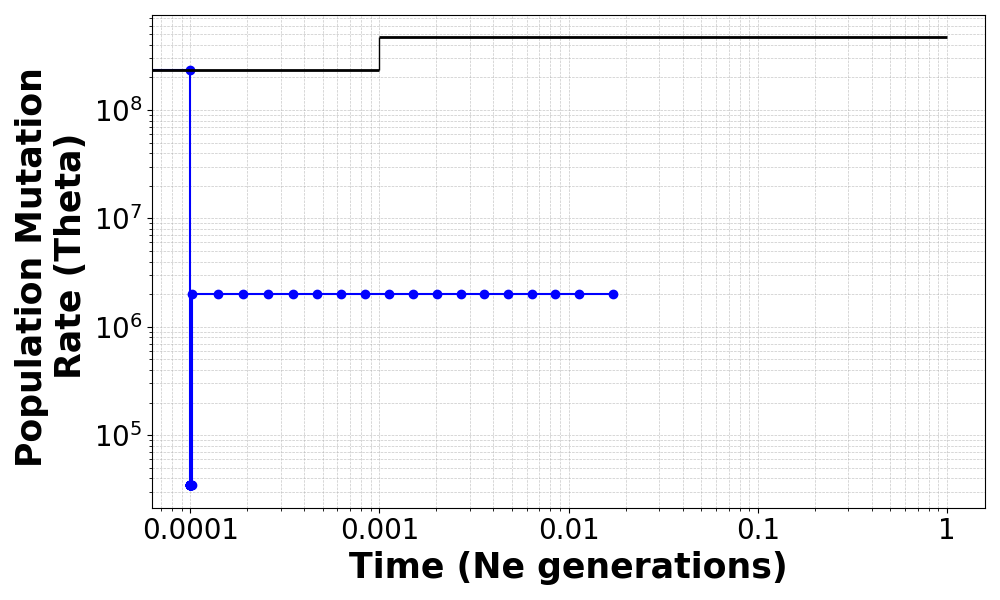 Population Mutation
Rate (Theta)
10^8
10^7
10^6
10^5
0.0001 0.001 0.01 0.1 1
Time (Ne generations)